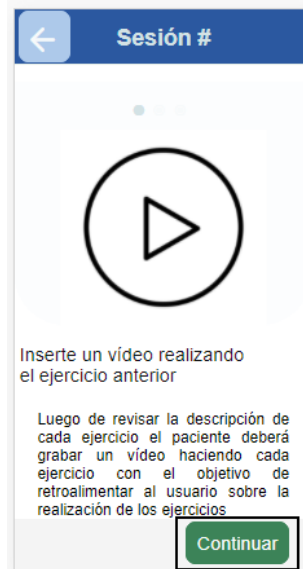 Sesión #
Inserte un vídeo realizando
el ejercicio anterior
Luego de revisar la descripción de
cada ejercicio el paciente deberá
grabar un vídeo haciendo cada
ejercicio con el objetivo de
retroalimentar al usuario sobre la
realización de los ejercicios
Continuar